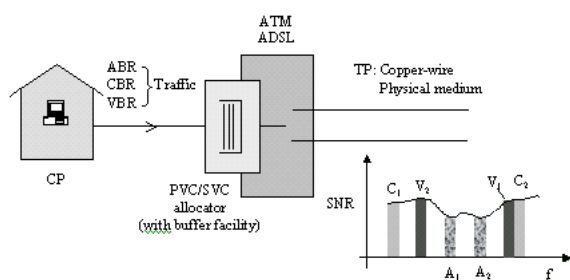 ATM
ADSL
ABR
CBR
VBR
Traffic
TP: Copper-wire
Physical medium
CP
PVC/SVC
allocator
(with buffer facility)
SNR
C1
V2
V1
C2
A1
A2
f